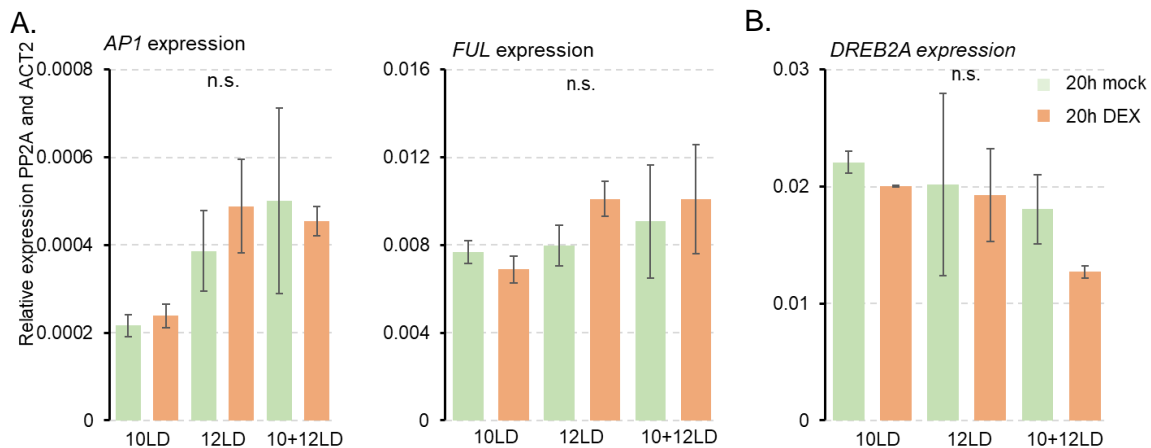 A.
B.
AP1 expression
FUL expression
DREB2A expression
Relative expression PP2A and ACT2
0.0008
0.0006
0.0004
0.0002
0
n.s.
10LD 12LD 10+12LD
0.016
0.012
0.008
0.004
0
n.s.
10LD 12LD 10+12LD
0.03
0.02
0.01
0
n.s.
20h mock
20h DEX
10LD 12LD 10+12LD